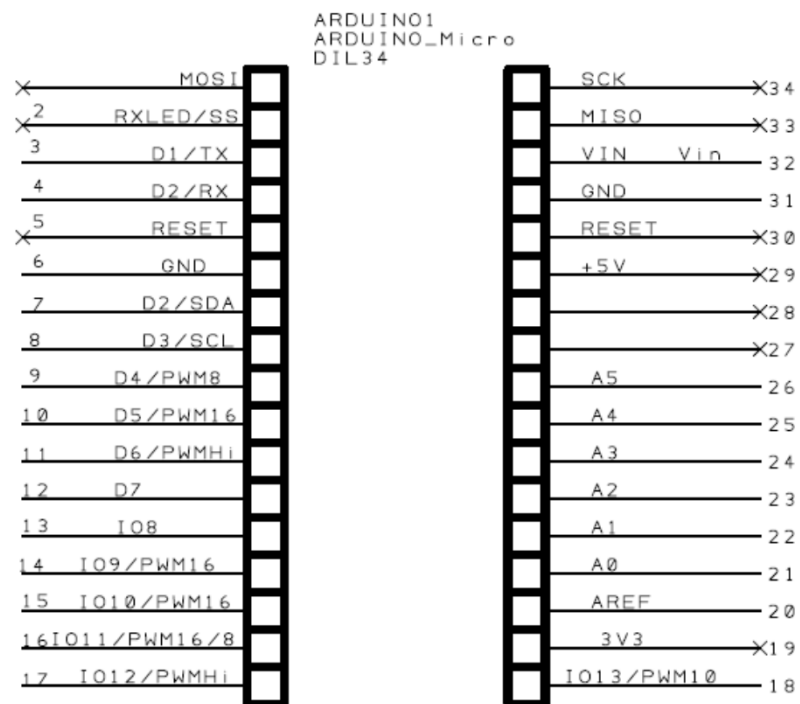 ARDUINO1
ARDUINO_Micro
DIL34
MOSI SCK 34
2 RXLED/SS MISO 33
3 D1/TX VIN Vin 32
4 D2/RX GND 31
5 RESET RESET 30
6 GND +5V 29
7 D2/SDA 28
8 D3/SCL 27
9 D4/PWM8 A5 26
10 D5/PWM16 A4 25
11 D6/PWMHi A3 24
12 D7 A2 23
13 IO8 A1 22
14 IO9/PWM16 A0 21
15 IO10/PWM16 AREF 20
16 IO11/PWM16/8 3V3 19
17 IO12/PWMHi IO13/PWM10 18